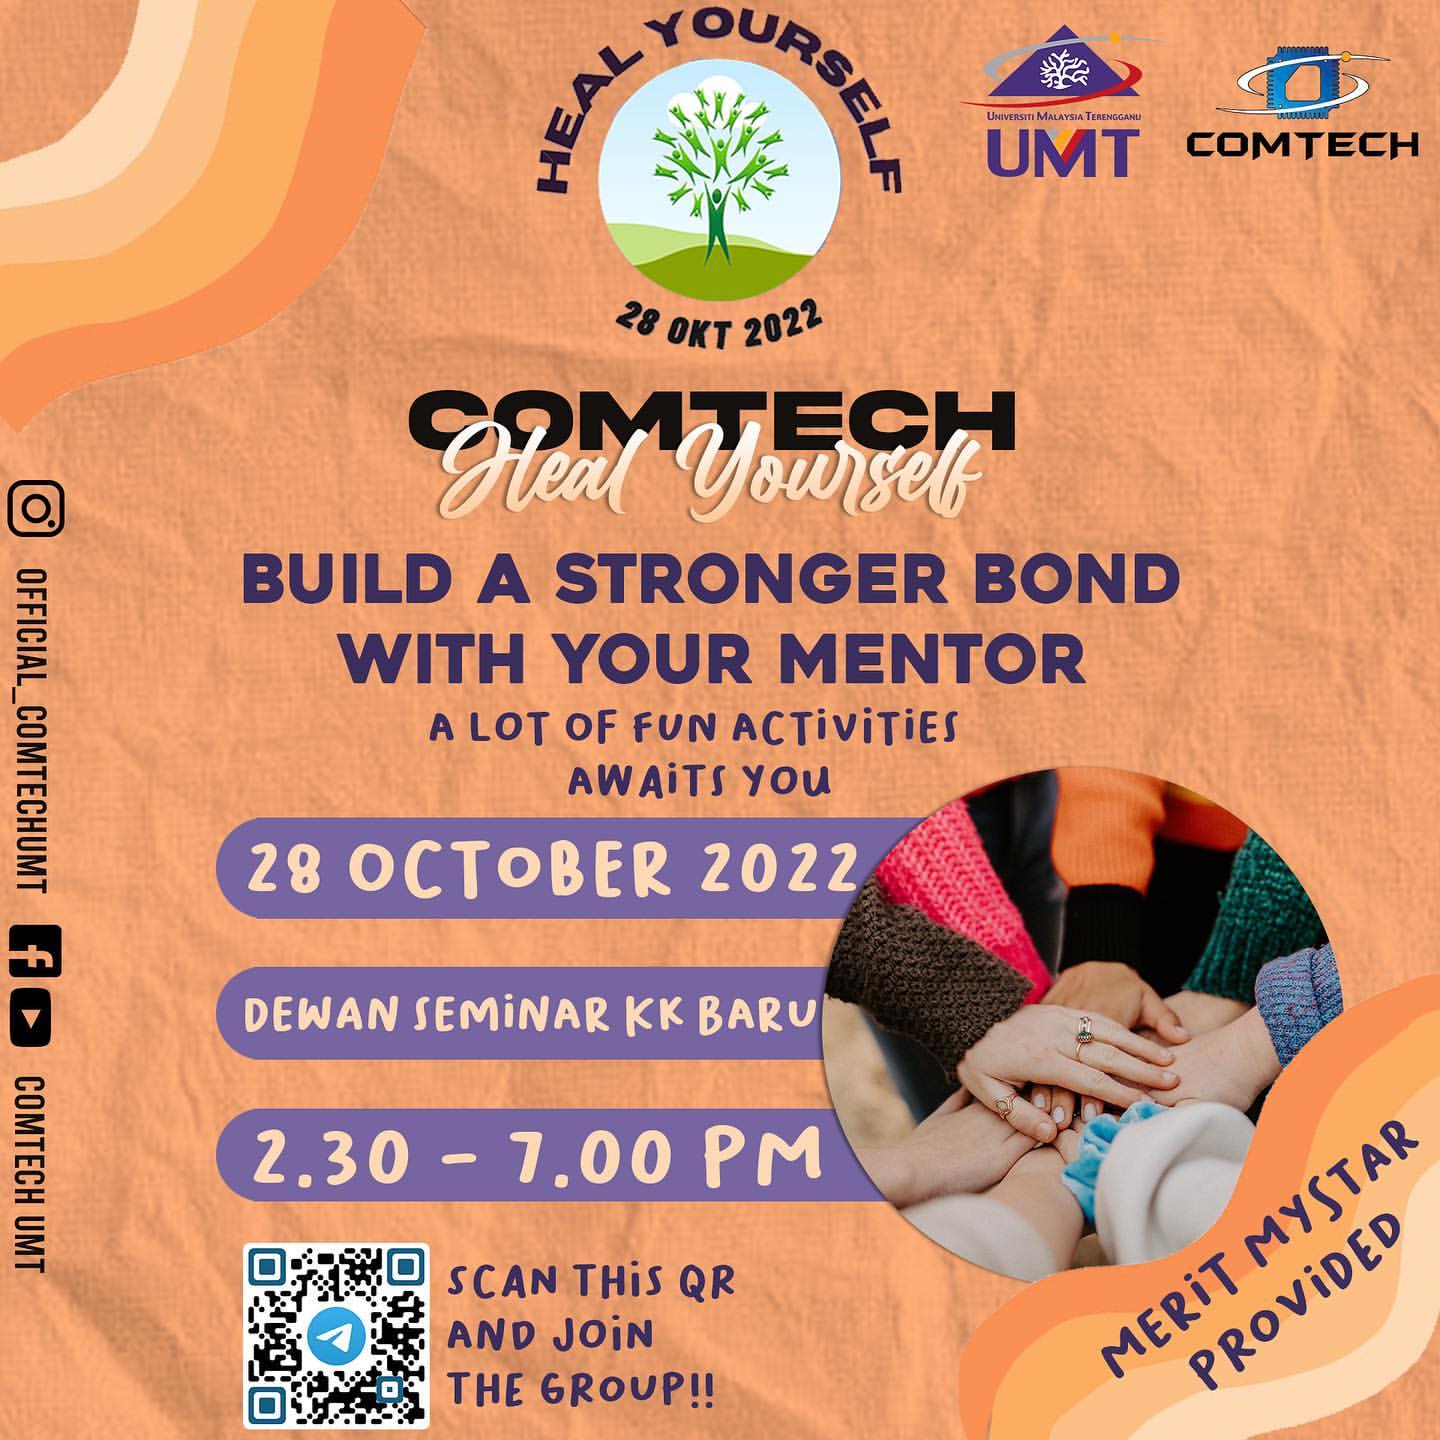 HEAL YOURSELF
28 OKT 2022
UNIVERSITI MALAYSIA TERENGGANU
UMT
COMTECH
COMTECH
Heal Yourself
BUILD A STRONGER BOND
WITH YOUR MENTOR
A LOT OF FUN ACTiViTiES
AWAiTS YOU
28 OCTOBER 2022
DEWAN SEMiNAR KK BARU
2.30 - 7.00 PM
SCAN THiS QR
AND JOiN
THE GROUP!!
MERiT MYSTAR
PROViDED
OFFICIAL_COMTECHUMT
COMTECH UMT